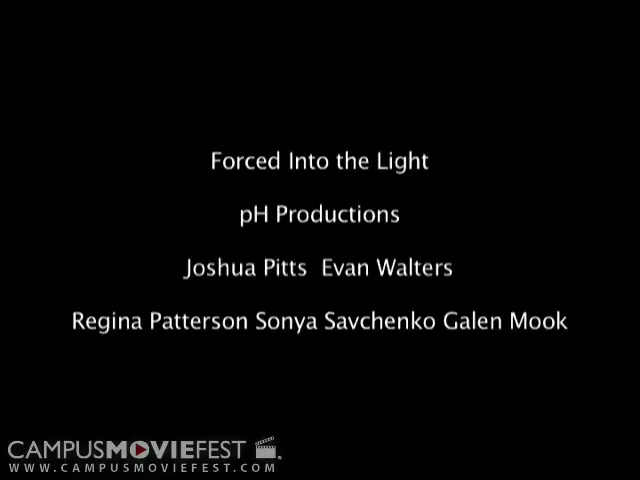 Forced Into the Light
pH Productions
Joshua Pitts  Evan Walters
Regina Patterson Sonya Savchenko Galen Mook
CAMPUSMOVIEFEST
WWW.CAMPUSMOVIEFEST.COM